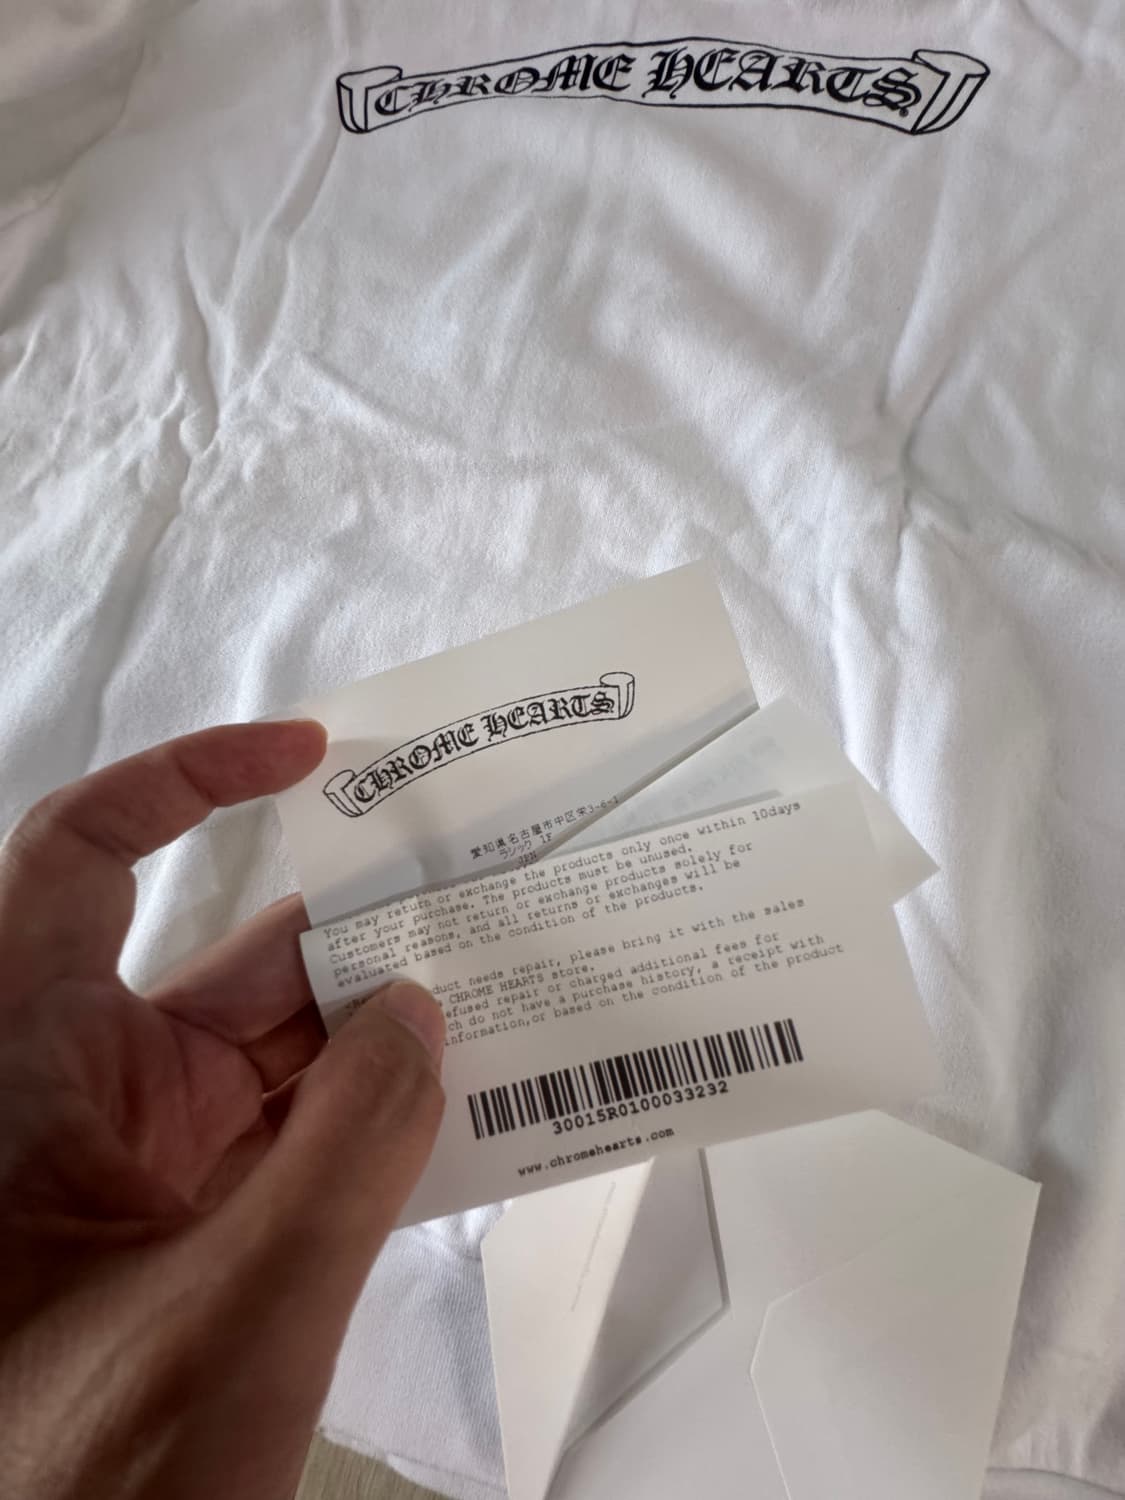 CHROME HEARTS
CHROME HEARTS
愛知県名古屋市中区栄3-6-1
ラシック 1F
JPN
You may return or exchange the products only once within 10days
after your purchase. The products must be unused.
Customers may not return or exchange products solely for
personal reasons, and all returns or exchanges will be
evaluated based on the condition of the products.
duct needs repair, please bring it with the sales
CHROME HEARTS store.
efused repair or charged additional fees for
ch do not have a purchase history, a receipt with
information, or based on the condition of the product
30015R0100033232
www.chromehearts.com